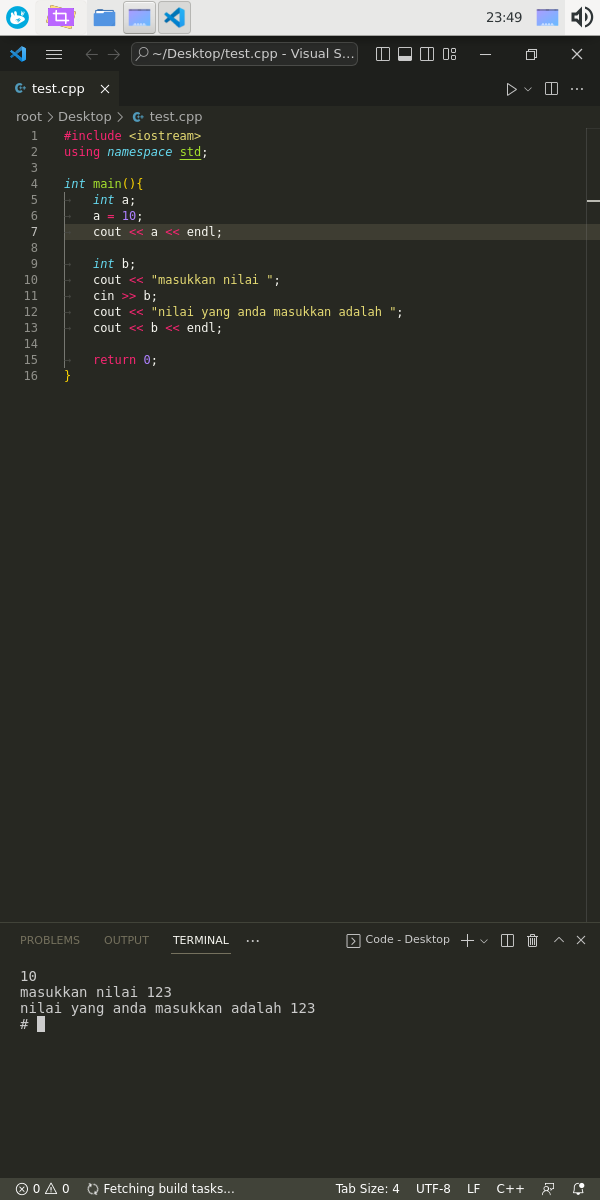 23:49
~/Desktop/test.cpp - Visual S...
test.cpp
root > Desktop > test.cpp
1 #include <iostream>
2 using namespace std;
3
4 int main(){
5 int a;
6 a = 10;
7 cout << a << endl;
8
9 int b;
10 cout << "masukkan nilai ";
11 cin >> b;
12 cout << "nilai yang anda masukkan adalah ";
13 cout << b << endl;
14
15 return 0;
16 }
PROBLEMS OUTPUT TERMINAL ... Code - Desktop
10
masukkan nilai 123
nilai yang anda masukkan adalah 123
#
0 0 Fetching build tasks... Tab Size: 4 UTF-8 LF C++